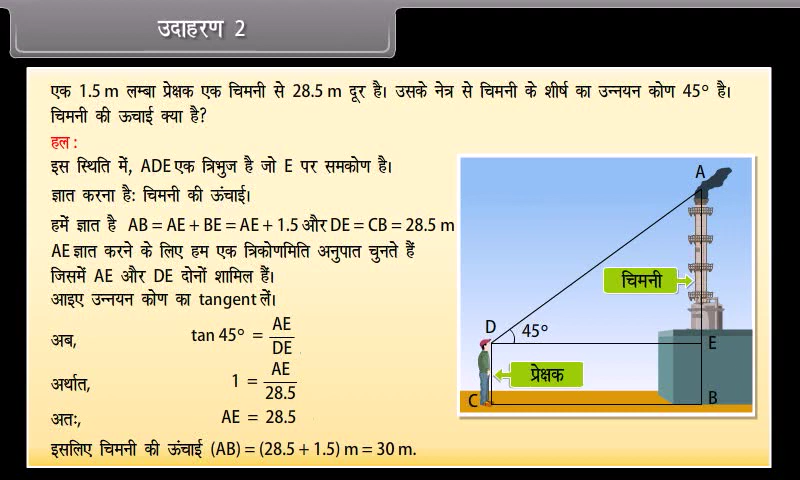 उदाहरण 2
एक 1.5 m लम्बा प्रेक्षक एक चिमनी से 28.5 m दूर है। उसके नेत्र से चिमनी के शीर्ष का उन्नयन कोण 45° है।
चिमनी की ऊचाई क्या है?
हल :
इस स्थिति में, ADE एक त्रिभुज है जो E पर समकोण है।
ज्ञात करना है: चिमनी की ऊंचाई।
हमें ज्ञात है AB = AE + BE = AE + 1.5 और DE = CB = 28.5 m
AE ज्ञात करने के लिए हम एक त्रिकोणमिति अनुपात चुनते हैं
जिसमें AE और DE दोनों शामिल हैं।
आइए उन्नयन कोण का tangent लें।
अब, tan 45° = AE/DE
अर्थात, 1 = AE/28.5
अतः, AE = 28.5
इसलिए चिमनी की ऊंचाई (AB) = (28.5 + 1.5) m = 30 m.
A
चिमनी
D
45°
E
प्रेक्षक
C
B